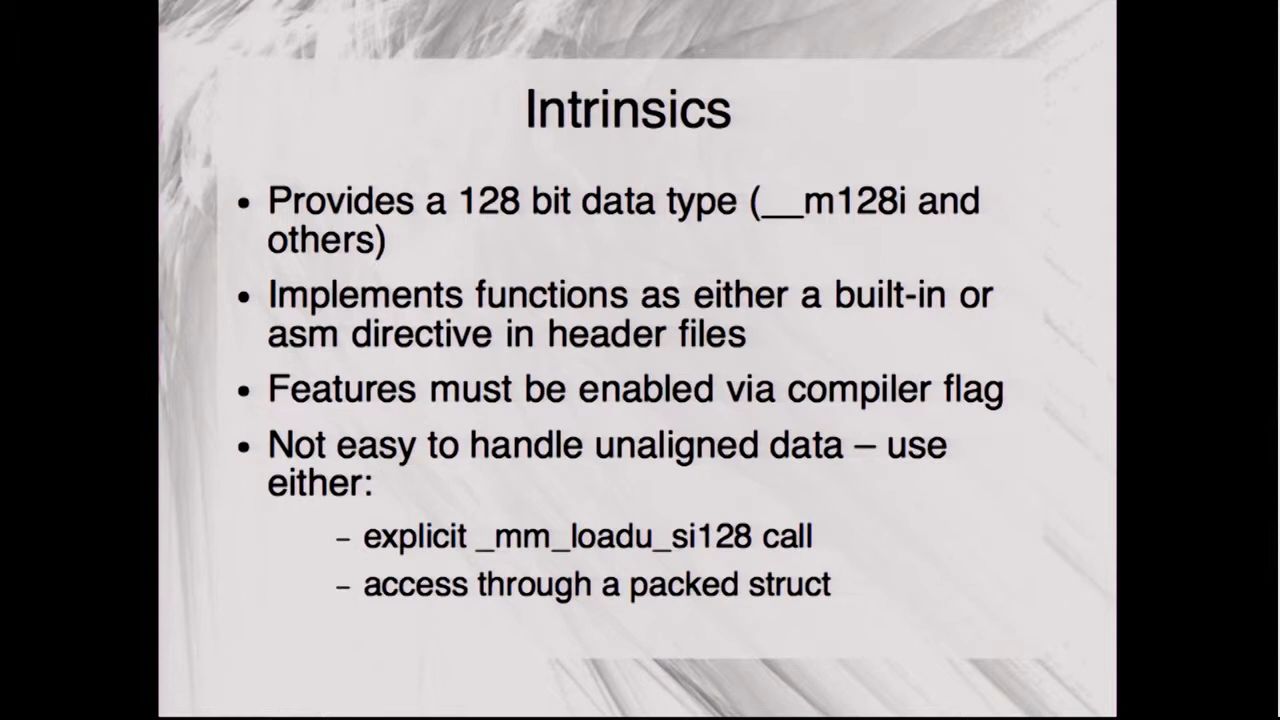 Intrinsics
• Provides a 128 bit data type (__m128i and
others)
• Implements functions as either a built-in or
asm directive in header files
• Features must be enabled via compiler flag
• Not easy to handle unaligned data – use
either:
– explicit _mm_loadu_si128 call
– access through a packed struct